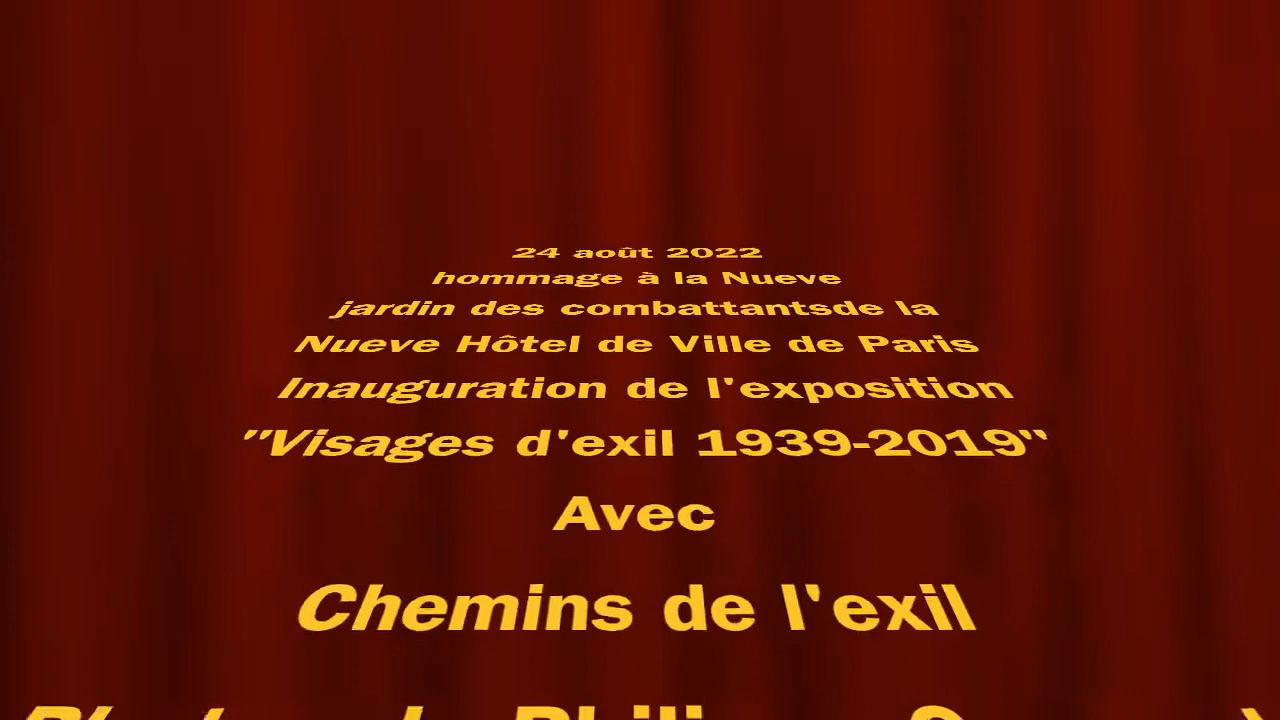 24 août 2022
hommage à la Nueve
jardin des combattantsde la
Nueve Hôtel de Ville de Paris
Inauguration de l'exposition
"Visages d'exil 1939-2019"
Avec
Chemins de l'exil